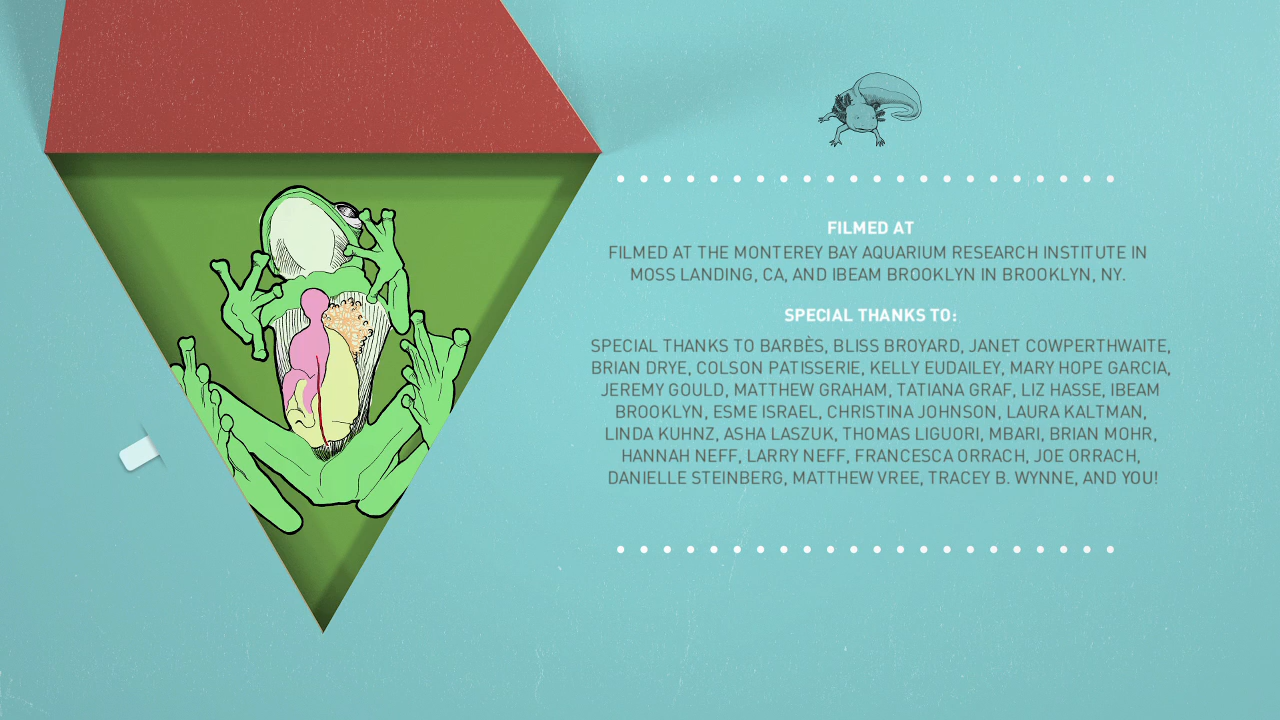 FILMED AT
FILMED AT THE MONTEREY BAY AQUARIUM RESEARCH INSTITUTE IN
MOSS LANDING, CA, AND IBEAM BROOKLYN IN BROOKLYN, NY.
SPECIAL THANKS TO:
SPECIAL THANKS TO BARBÈS, BLISS BROYARD, JANET COWPERTHWAITE,
BRIAN DRYE, COLSON PATISSERIE, KELLY EUDAILEY, MARY HOPE GARCIA,
JEREMY GOULD, MATTHEW GRAHAM, TATIANA GRAF, LIZ HASSE, IBEAM
BROOKLYN, ESME ISRAEL, CHRISTINA JOHNSON, LAURA KALTMAN,
LINDA KUHNZ, ASHA LASZUK, THOMAS LIGUORI, MBARI, BRIAN MOHR,
HANNAH NEFF, LARRY NEFF, FRANCESCA ORRACH, JOE ORRACH,
DANIELLE STEINBERG, MATTHEW VREE, TRACEY B. WYNNE, AND YOU!